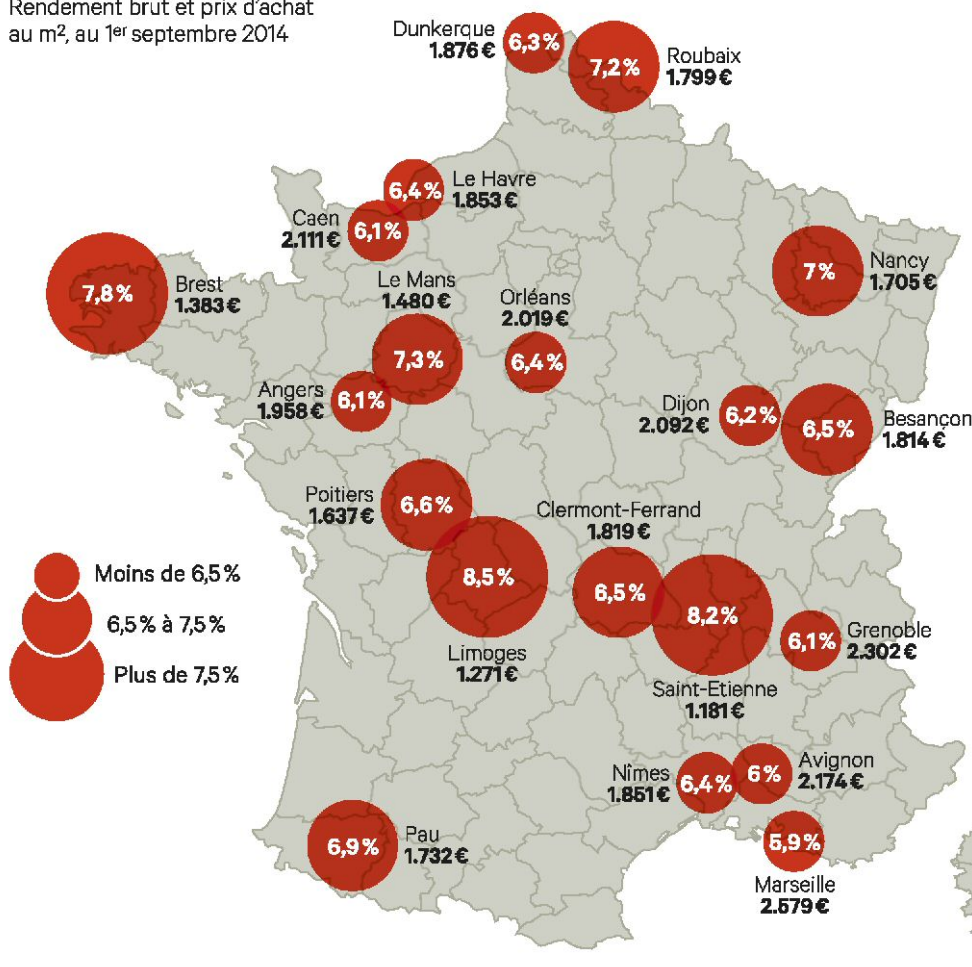 Rendement brut et prix d'achat
au m², au 1er septembre 2014
Dunkerque
1.876 €
6,3 %
7,2 %
Roubaix
1.799 €
6,4 %
Le Havre
1.853 €
Caen
2.111 €
6,1 %
7,8 %
Brest
1.383 €
Le Mans
1.480 €
7,3 %
Orléans
2.019 €
6,4 %
7 %
Nancy
1.705 €
Angers
1.958 €
6,1 %
Dijon
2.092 €
6,2 %
6,5 %
Besançon
1.814 €
Poitiers
1.637 €
6,6 %
Clermont-Ferrand
1.819 €
6,5 %
8,5 %
Limoges
1.271 €
8,2 %
Saint-Etienne
1.181 €
6,1 %
Grenoble
2.302 €
Moins de 6,5 %
6,5 % à 7,5 %
Plus de 7,5 %
Nîmes
1.851 €
6,4 %
6 %
Avignon
2.174 €
6,9 %
Pau
1.732 €
5,9 %
Marseille
2.579 €